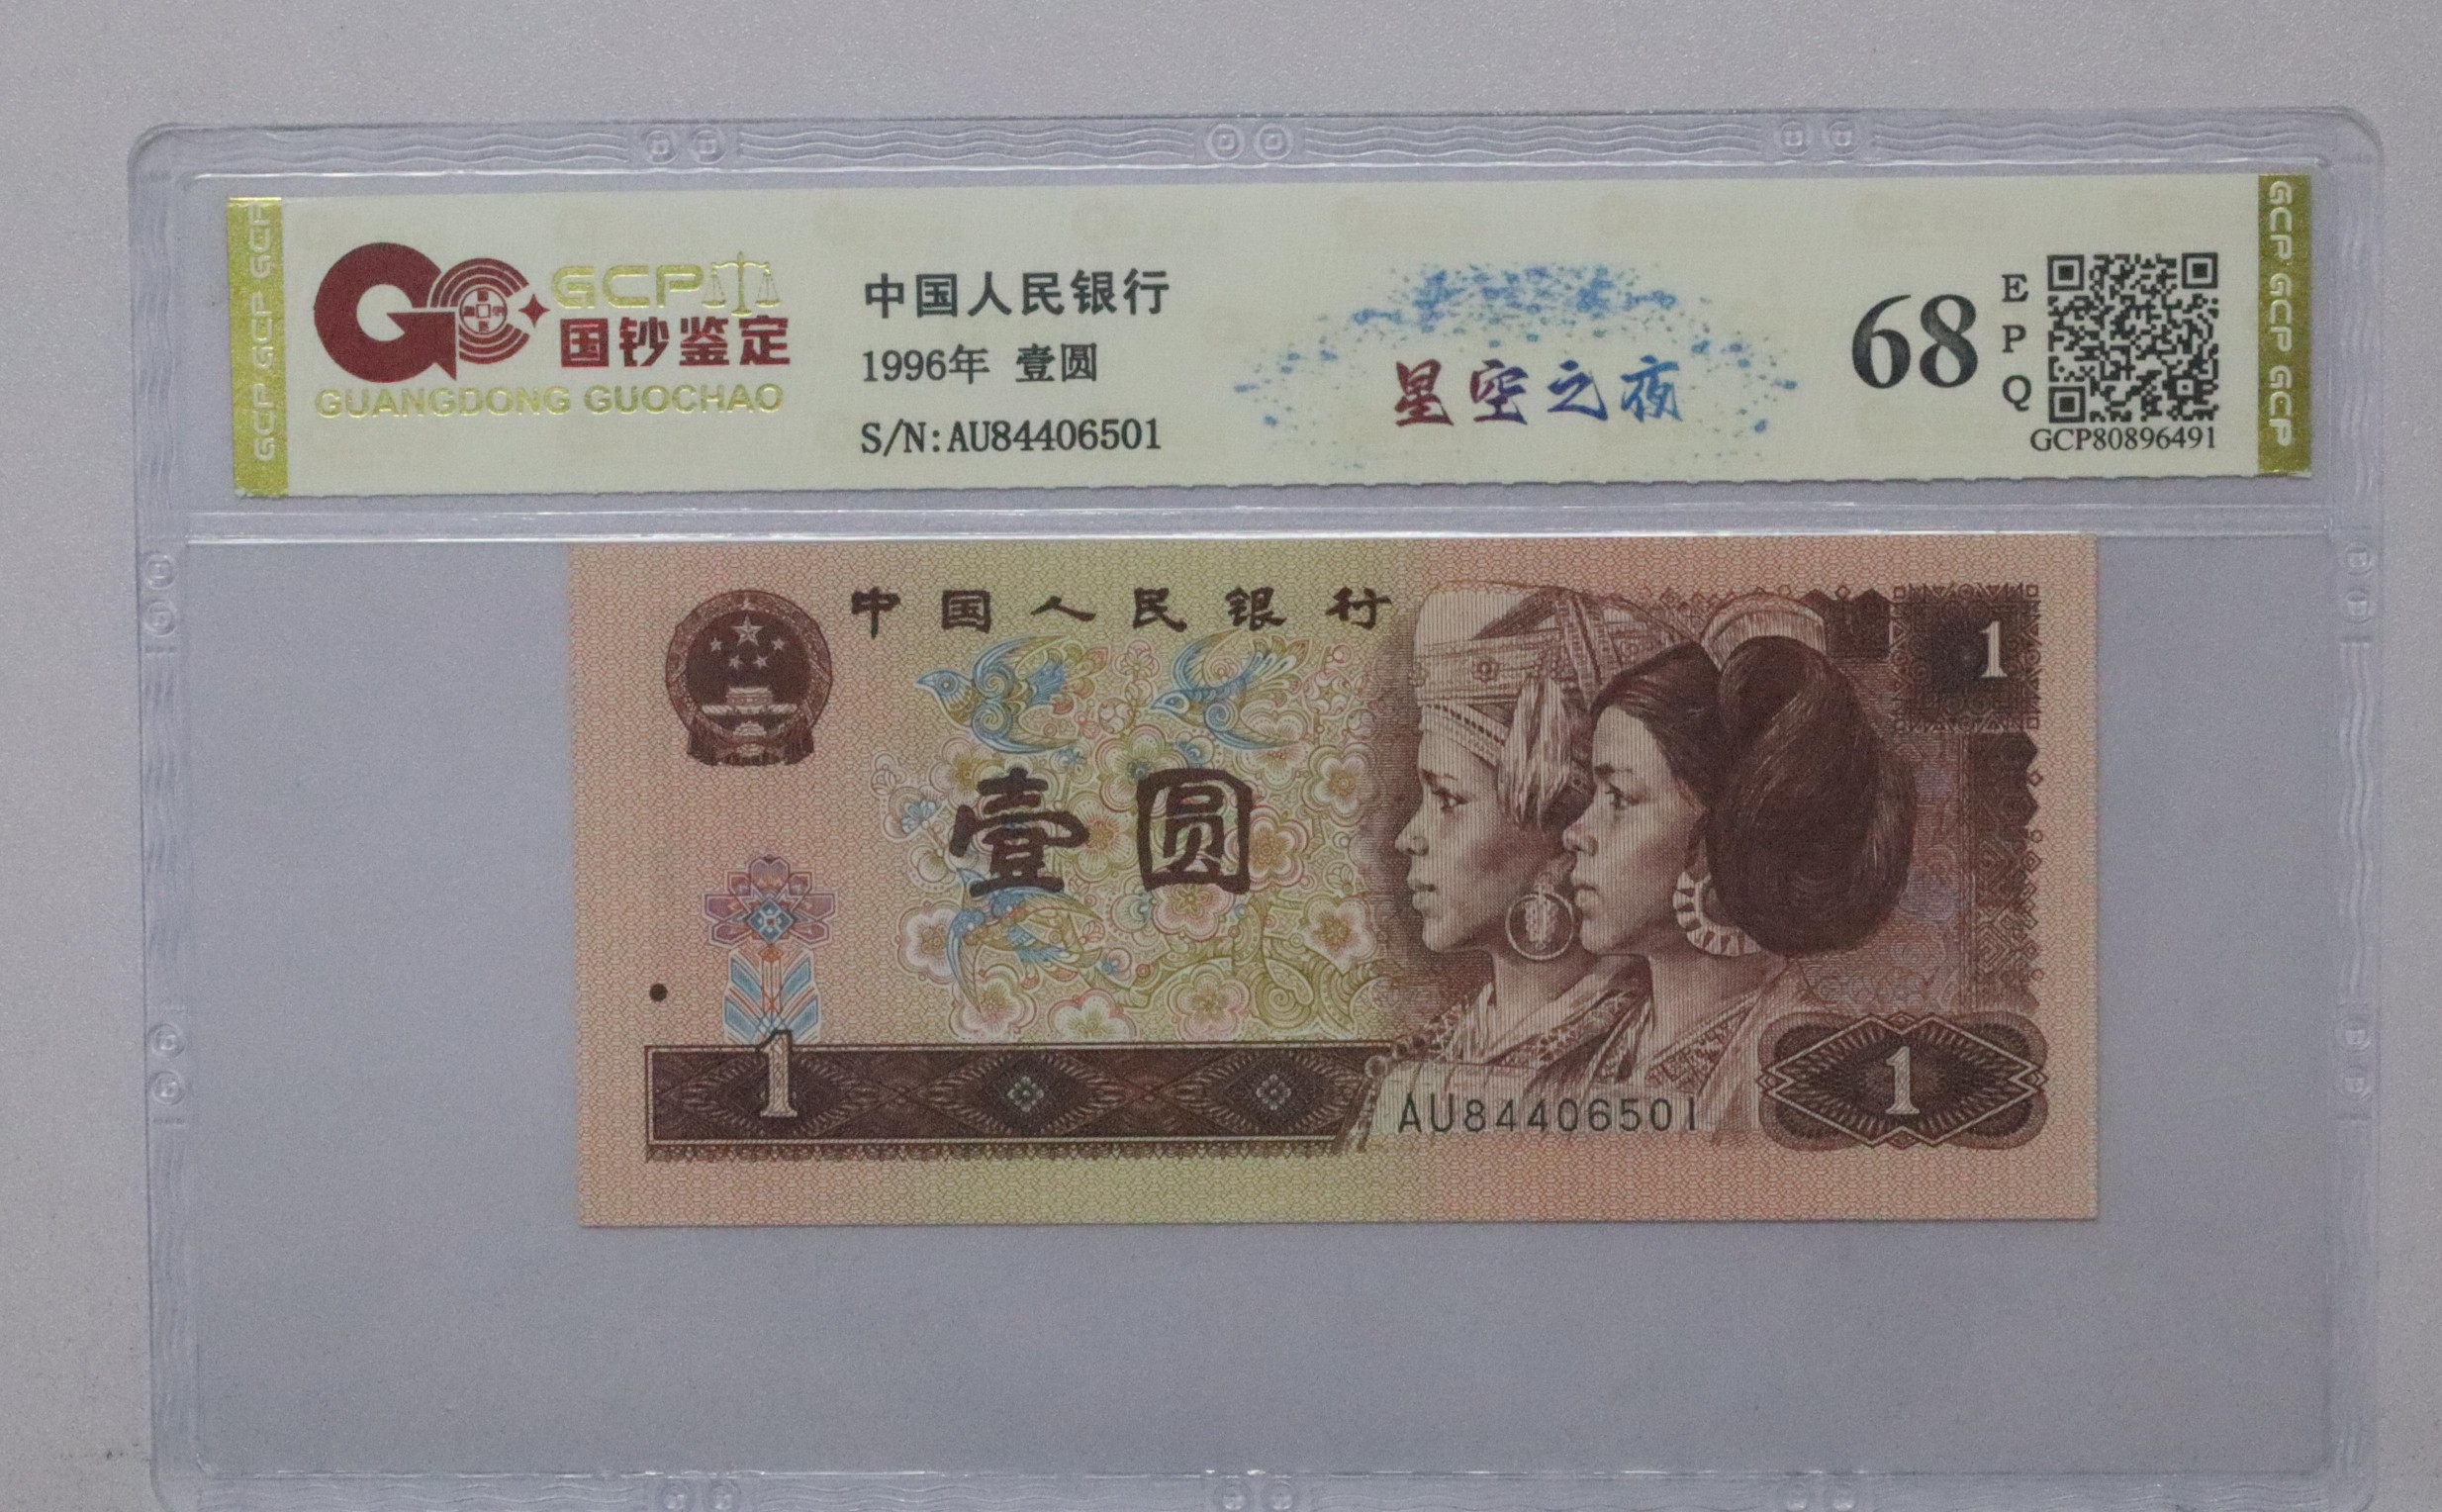 GCP GCP GCP
GCP
国钞鉴定
GUANGDONG GUOCHAO
中国人民银行
1996年 壹圆
S/N:AU84406501
星空之夜
68
E
P
Q
GCP80896491
GCP GCP GCP
中国人民银行
1
壹圆
1
AU84406501
1